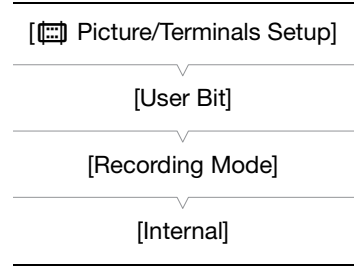 [ Picture/Terminals Setup]
[User Bit]
[Recording Mode]
[Internal]